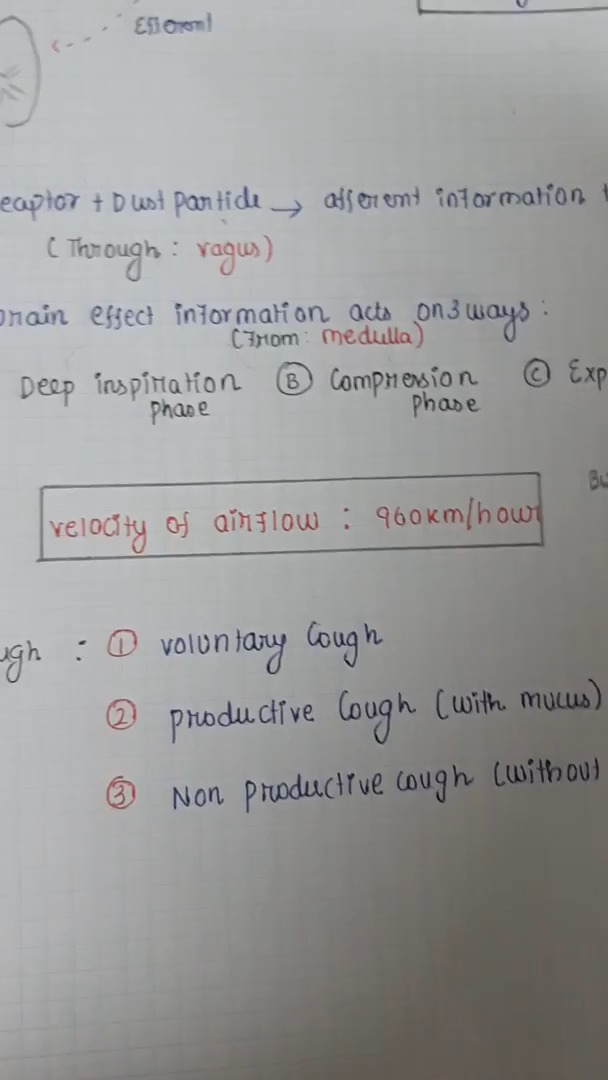 Efferent
eaptor + Dust particle → afferent information t
(Through: vagus)
brain effect information acts on 3 ways:
(From: medulla)
Deep inspiration phase Ⓑ Compression phase Ⓒ Exp
velocity of airflow : 960km/hour
ugh : ① voluntary Cough
② productive Cough (with mucus)
③ Non productive cough (without